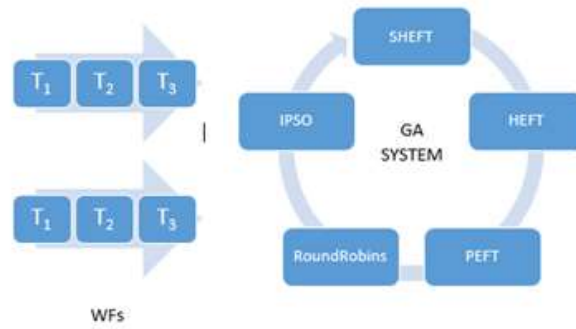 T₁ T₂ T₃
T₁ T₂ T₃
WFs
SHEFT
IPSO
HEFT
GA
SYSTEM
RoundRobins
PEFT